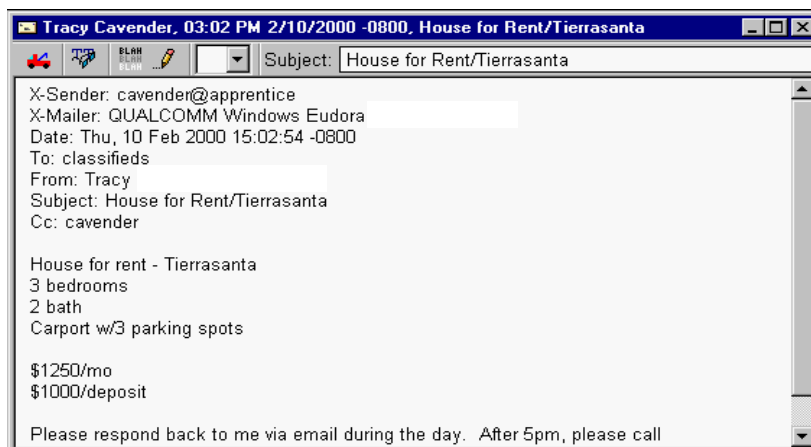 Tracy Cavender, 03:02 PM 2/10/2000 -0800, House for Rent/Tierrasanta
BLAH
BLAH
BLAH
Subject: House for Rent/Tierrasanta
X-Sender: cavender@apprentice
X-Mailer: QUALCOMM Windows Eudora
Date: Thu, 10 Feb 2000 15:02:54 -0800
To: classifieds
From: Tracy
Subject: House for Rent/Tierrasanta
Cc: cavender
House for rent - Tierrasanta
3 bedrooms
2 bath
Carport w/3 parking spots
$1250/mo
$1000/deposit
Please respond back to me via email during the day.  After 5pm, please call